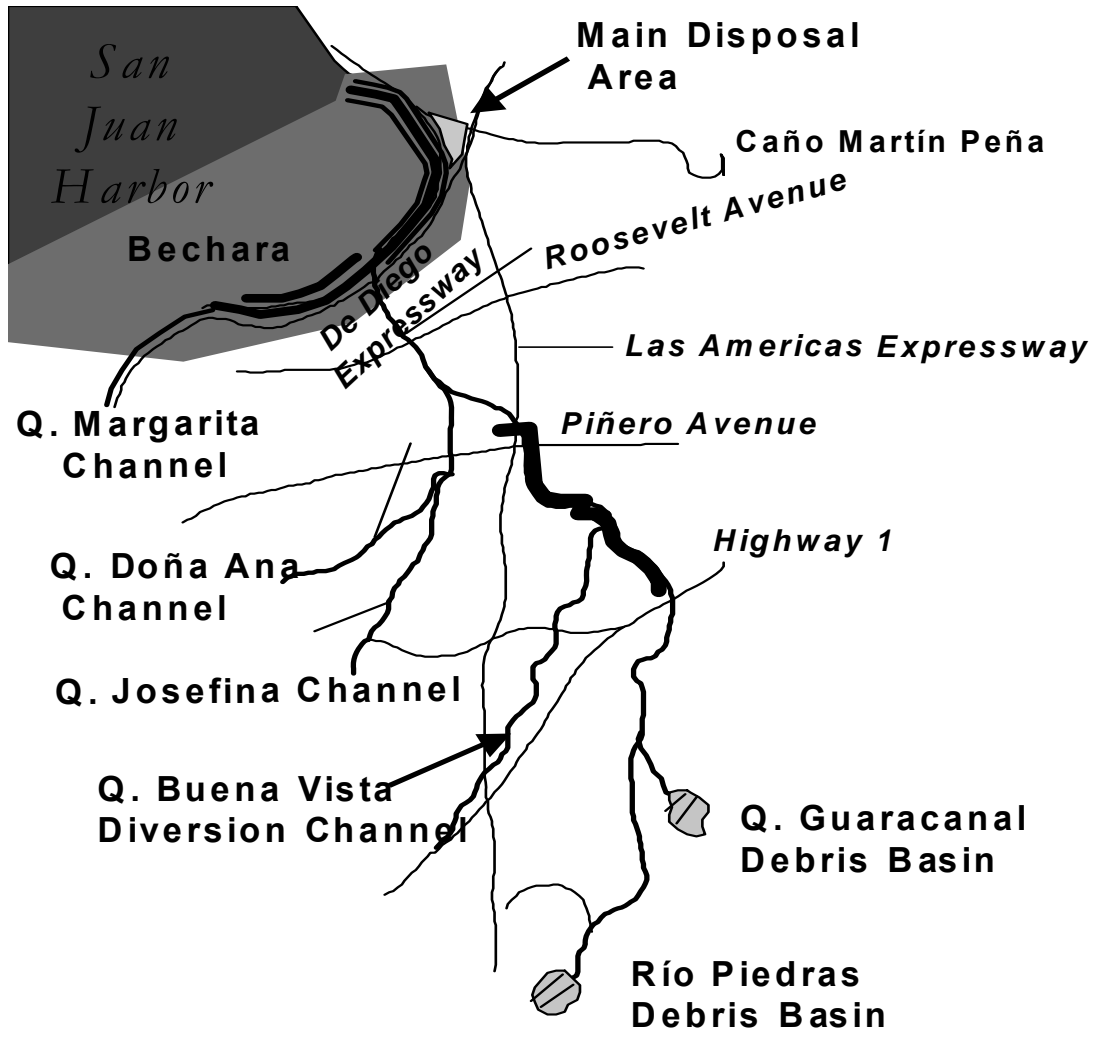 San
Juan
Harbor
Main Disposal
Area
Caño Martín Peña
Roosevelt Avenue
Bechara
De Diego
Expressway
Las Americas Expressway
Q. Margarita
Channel
Piñero Avenue
Q. Doña Ana
Channel
Highway 1
Q. Josefina Channel
Q. Buena Vista
Diversion Channel
Q. Guaracanal
Debris Basin
Río Piedras
Debris Basin